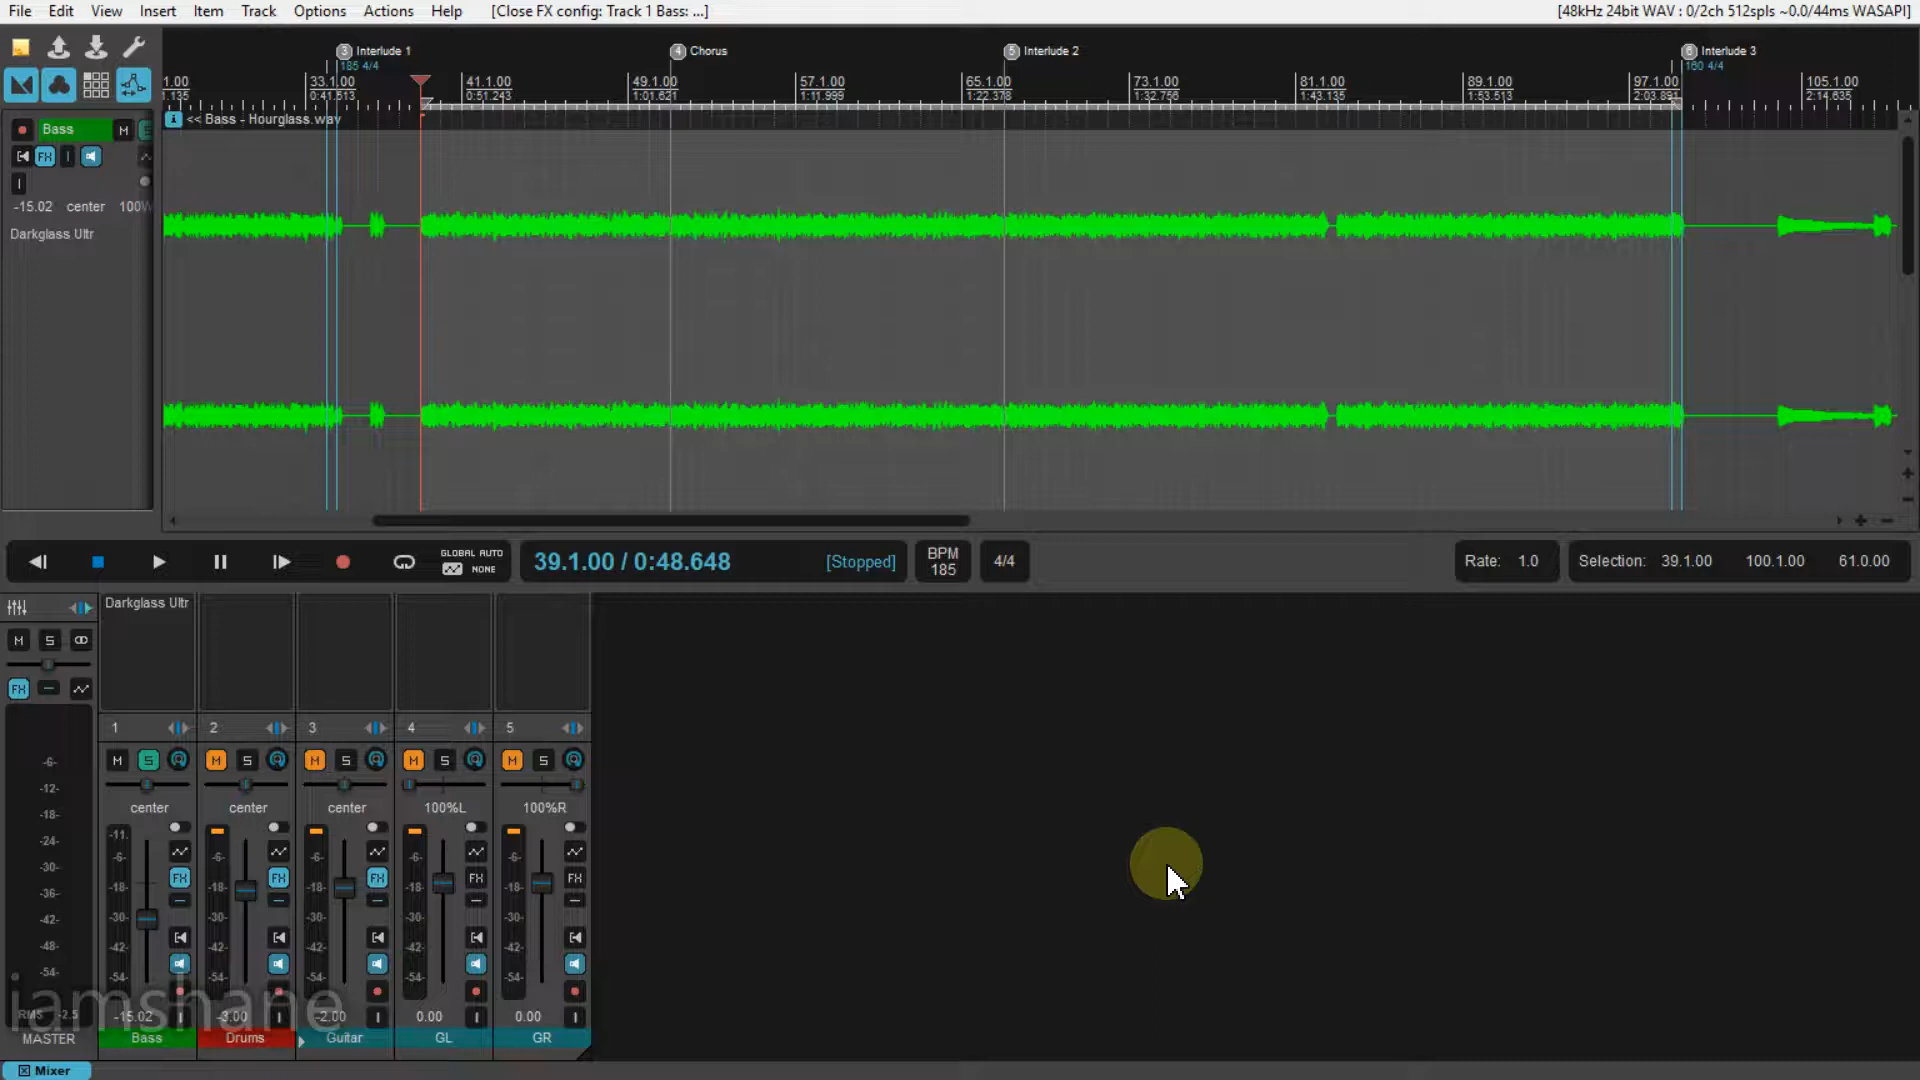 File Edit View Insert Item Track Options Actions Help [Close FX config: Track 1 Bass: ...] [48kHz 24bit WAV : 0/2ch 512spls ~0.0/44ms WASAPI]
3 Interlude 1 4 Chorus 5 Interlude 2 6 Interlude 3
185 4/4 160 4/4
1.00 33.1.00 41.1.00 49.1.00 57.1.00 65.1.00 73.1.00 81.1.00 89.1.00 97.1.00 105.1.00
1.135 0:41.513 0:51.243 1:01.621 1:11.999 1:22.378 1:32.756 1:43.135 1:53.513 2:03.891 2:14.635
i << Bass - Hourglass.wav
Bass M S
FX I
I
-15.02 center 100W
Darkglass Ultr
GLOBAL AUTO
NONE
39.1.00 / 0:48.648 [Stopped]
BPM
185
4/4
Rate: 1.0
Selection: 39.1.00 100.1.00 61.0.00
Darkglass Ultr
M S
FX
1 2 3 4 5
M S M S M S M S M S
center center center 100%L 100%R
-11.
-6- -6- -6- -6- -6- -6-
-12-
-18- -18- -18- -18- -18- -18-
-24-
-30- -30- -30- -30- -30- -30-
-36-
-42- -42- -42- -42- -42- -42-
-48-
-54- -54- -54- -54- -54- -54-
FX FX FX FX FX
iamshane
RMS -2.5 -15.02 I -3.00 I -2.00 I 0.00 I 0.00 I
MASTER Bass Drums Guitar GL GR
Mixer